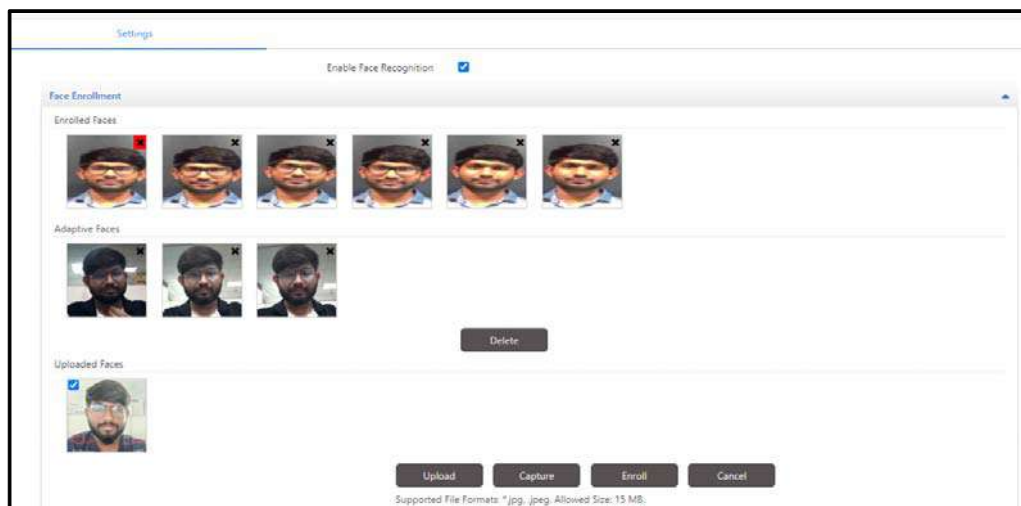 Settings
Enable Face Recognition
Face Enrollment
Enrolled Faces
Adaptive Faces
Delete
Uploaded Faces
Upload Capture Enroll Cancel
Supported File Formats *.jpg, .jpeg. Allowed Size: 15 MB.